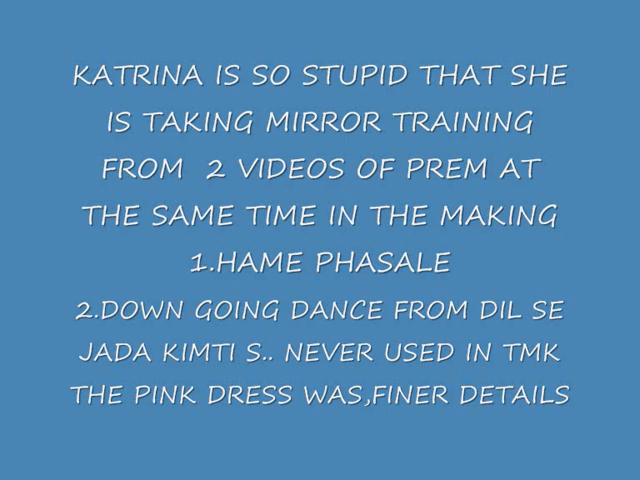 KATRINA IS SO STUPID THAT SHE
IS TAKING MIRROR TRAINING
FROM 2 VIDEOS OF PREM AT
THE SAME TIME IN THE MAKING
1.HAME PHASALE
2.DOWN GOING DANCE FROM DIL SE
JADA KIMTI S.. NEVER USED IN TMK
THE PINK DRESS WAS,FINER DETAILS